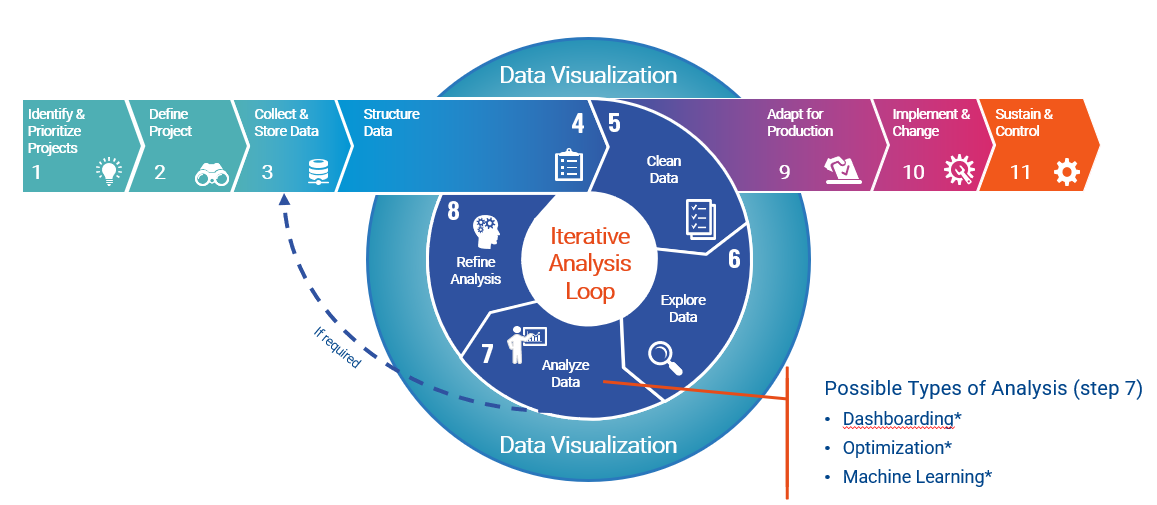 Data Visualization
Identify &
Prioritize
Projects
1
Define
Project
2
Collect &
Store Data
3
Structure
Data
4
5
Clean
Data
6
Explore
Data
7
Analyze
Data
8
Refine
Analysis
Iterative
Analysis
Loop
Adapt for
Production
9
Implement &
Change
10
Sustain &
Control
11
If required
Data Visualization
Possible Types of Analysis (step 7)
• Dashboarding*
• Optimization*
• Machine Learning*